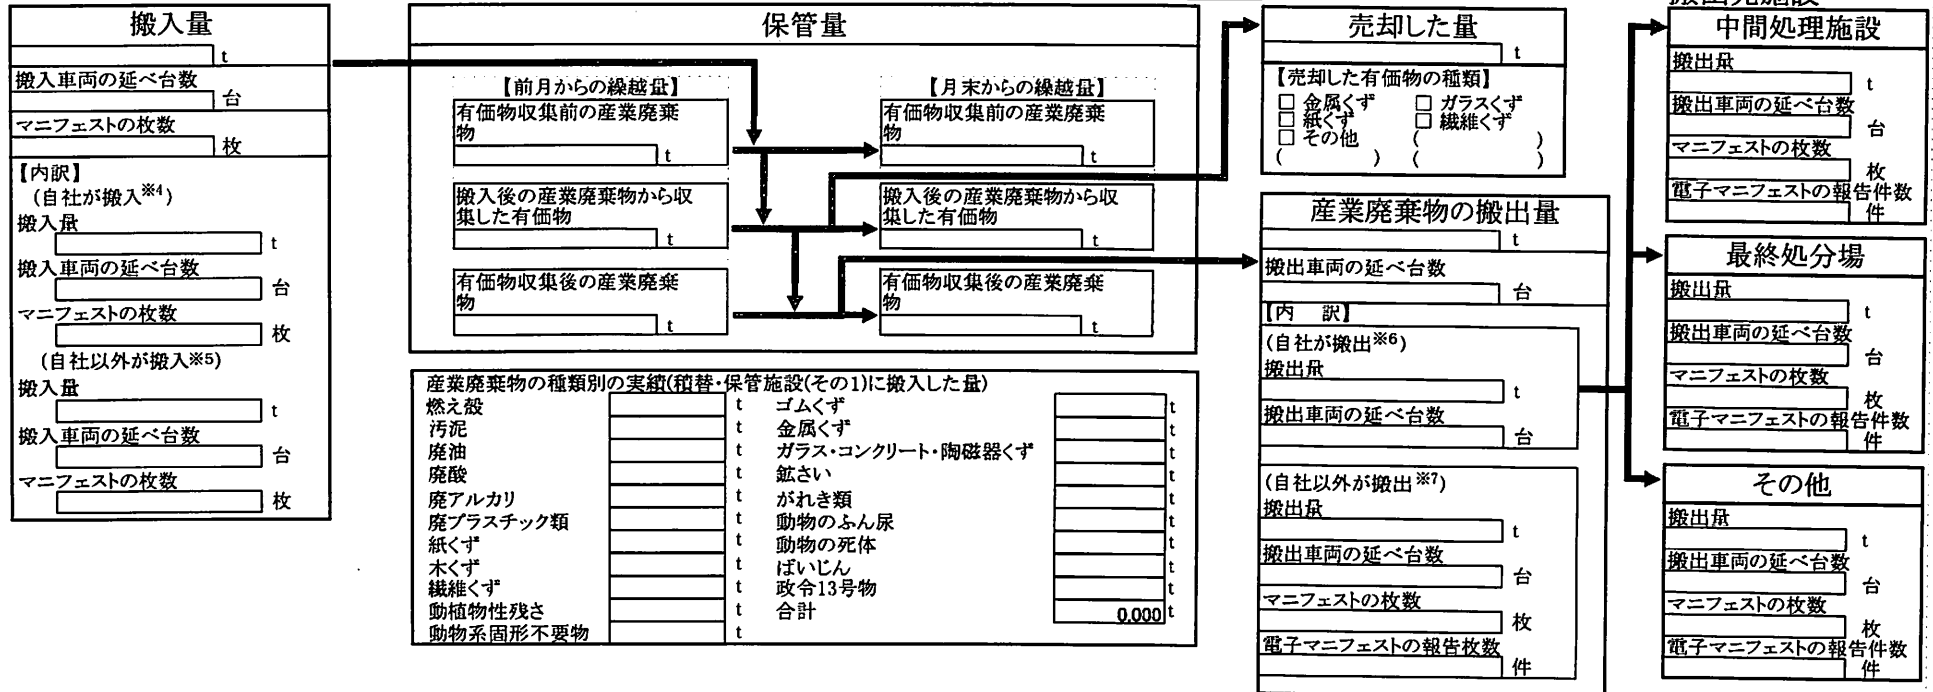 搬入量
t
搬入車両の延べ台数
台
マニフェストの枚数
枚
【内訳】
(自社が搬入※4)
搬入量
t
搬入車両の延べ台数
台
マニフェストの枚数
枚
(自社以外が搬入※5)
搬入量
t
搬入車両の延べ台数
台
マニフェストの枚数
枚
保管量
【前月からの繰越量】
有価物収集前の産業廃棄
物
t
搬入後の産業廃棄物から収
集した有価物
t
有価物収集後の産業廃棄
物
t
【月末からの繰越量】
有価物収集前の産業廃棄
物
t
搬入後の産業廃棄物から収
集した有価物
t
有価物収集後の産業廃棄
物
t
産業廃棄物の種類別の実績(積替・保管施設(その1)に搬入した量)
燃え殻 t ゴムくず t
汚泥 t 金属くず t
廃油 t ガラス・コンクリート・陶磁器くず t
廃酸 t 鉱さい t
廃アルカリ t がれき類 t
廃プラスチック類 t 動物のふん尿 t
紙くず t 動物の死体 t
木くず t ばいじん t
繊維くず t 政令13号物 t
動植物性残さ t 合計 0.000 t
動物系固形不要物 t
売却した量
t
【売却した有価物の種類】
□ 金属くず □ ガラスくず
□ 紙くず □ 繊維くず
□ その他 ( )
( ) ( )
産業廃棄物の搬出量
t
搬出車両の延べ台数
台
【内 訳】
(自社が搬出※6)
搬出量
t
搬出車両の延べ台数
台
(自社以外が搬出※7)
搬出量
t
搬出車両の延べ台数
台
マニフェストの枚数
枚
電子マニフェストの報告枚数
件
搬出先施設
中間処理施設
搬出量
t
搬出車両の延べ台数
台
マニフェストの枚数
枚
電子マニフェストの報告件数
件
最終処分場
搬出量
t
搬出車両の延べ台数
台
マニフェストの枚数
枚
電子マニフェストの報告件数
件
その他
搬出量
t
搬出車両の延べ台数
台
マニフェストの枚数
枚
電子マニフェストの報告件数
件